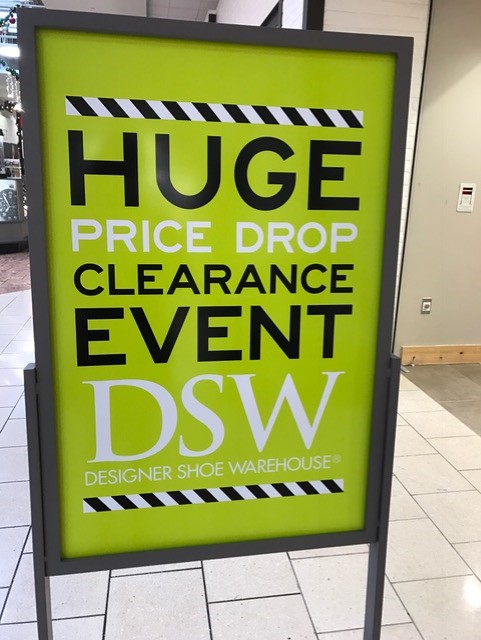 HUGE
PRICE DROP
CLEARANCE
EVENT
DSW
DESIGNER SHOE WAREHOUSE®